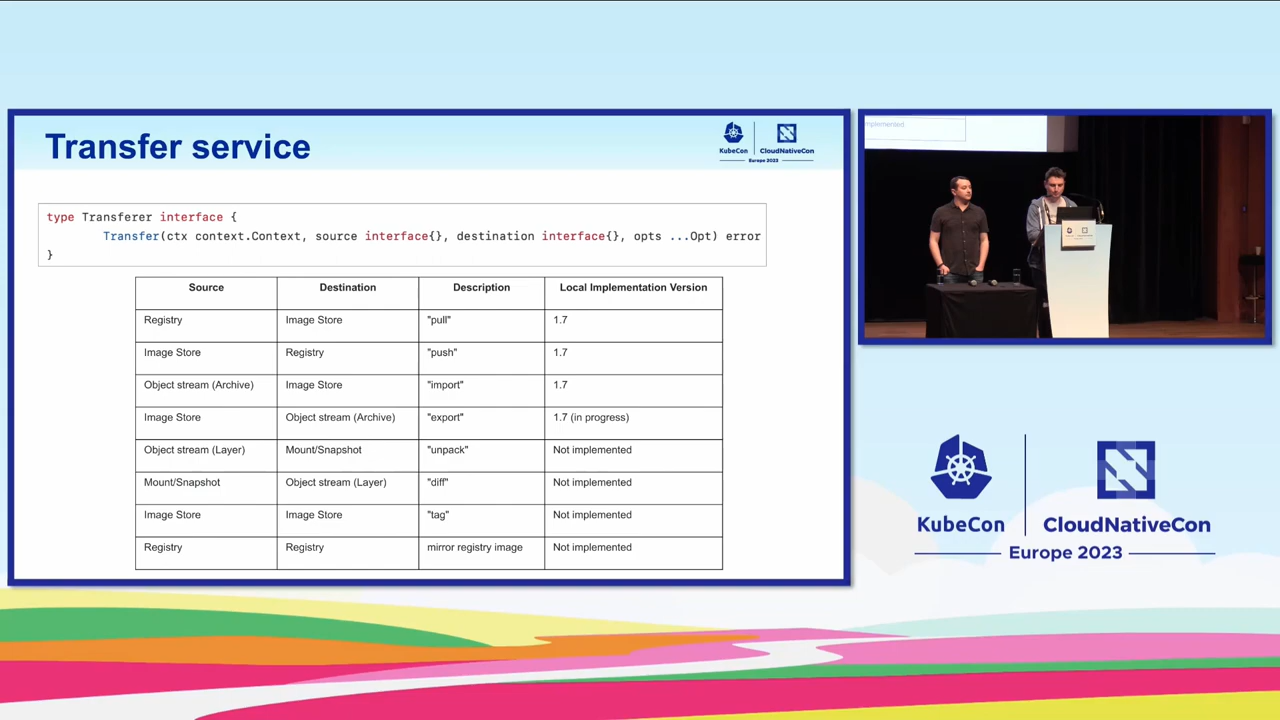 Transfer service
KubeCon
CloudNativeCon
Europe 2023
type Transferer interface {
Transfer(ctx context.Context, source interface{}, destination interface{}, opts ...Opt) error
}
Source Destination Description Local Implementation Version
Registry Image Store "pull" 1.7
Image Store Registry "push" 1.7
Object stream (Archive) Image Store "import" 1.7
Image Store Object stream (Archive) "export" 1.7 (in progress)
Object stream (Layer) Mount/Snapshot "unpack" Not implemented
Mount/Snapshot Object stream (Layer) "diff" Not implemented
Image Store Image Store "tag" Not implemented
Registry Registry mirror registry image Not implemented
mplemented
KubeCon
CloudNativeCon
Europe 2023